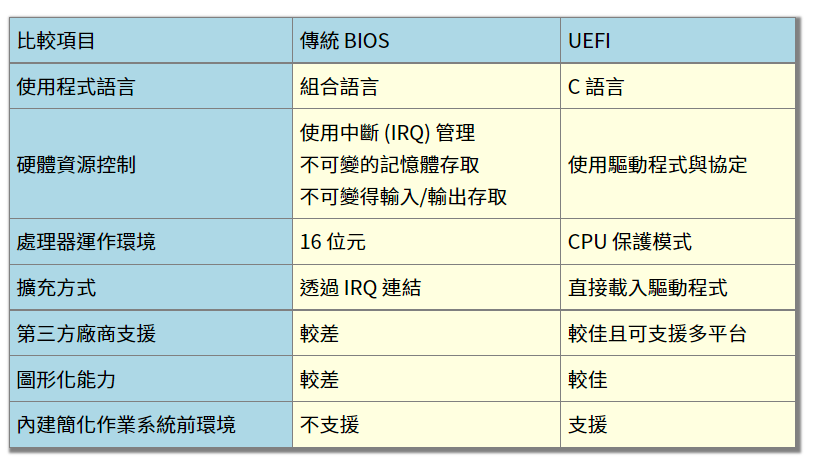 比較項目 傳統 BIOS UEFI
使用程式語言 組合語言 C 語言
硬體資源控制 使用中斷 (IRQ) 管理
不可變的記憶體存取
不可變得輸入/輸出存取 使用驅動程式與協定
處理器運作環境 16 位元 CPU 保護模式
擴充方式 透過 IRQ 連結 直接載入驅動程式
第三方廠商支援 較差 較佳且可支援多平台
圖形化能力 較差 較佳
內建簡化作業系統前環境 不支援 支援